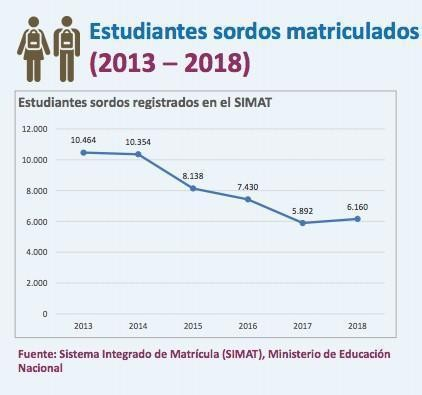 Estudiantes sordos matriculados
(2013 – 2018)
Estudiantes sordos registrados en el SIMAT
12.000
10.000
8.000
6.000
4.000
2.000
0
10.464
10.354
8.138
7.430
5.892
6.160
2013 2014 2015 2016 2017 2018
Fuente: Sistema Integrado de Matrícula (SIMAT), Ministerio de Educación
Nacional